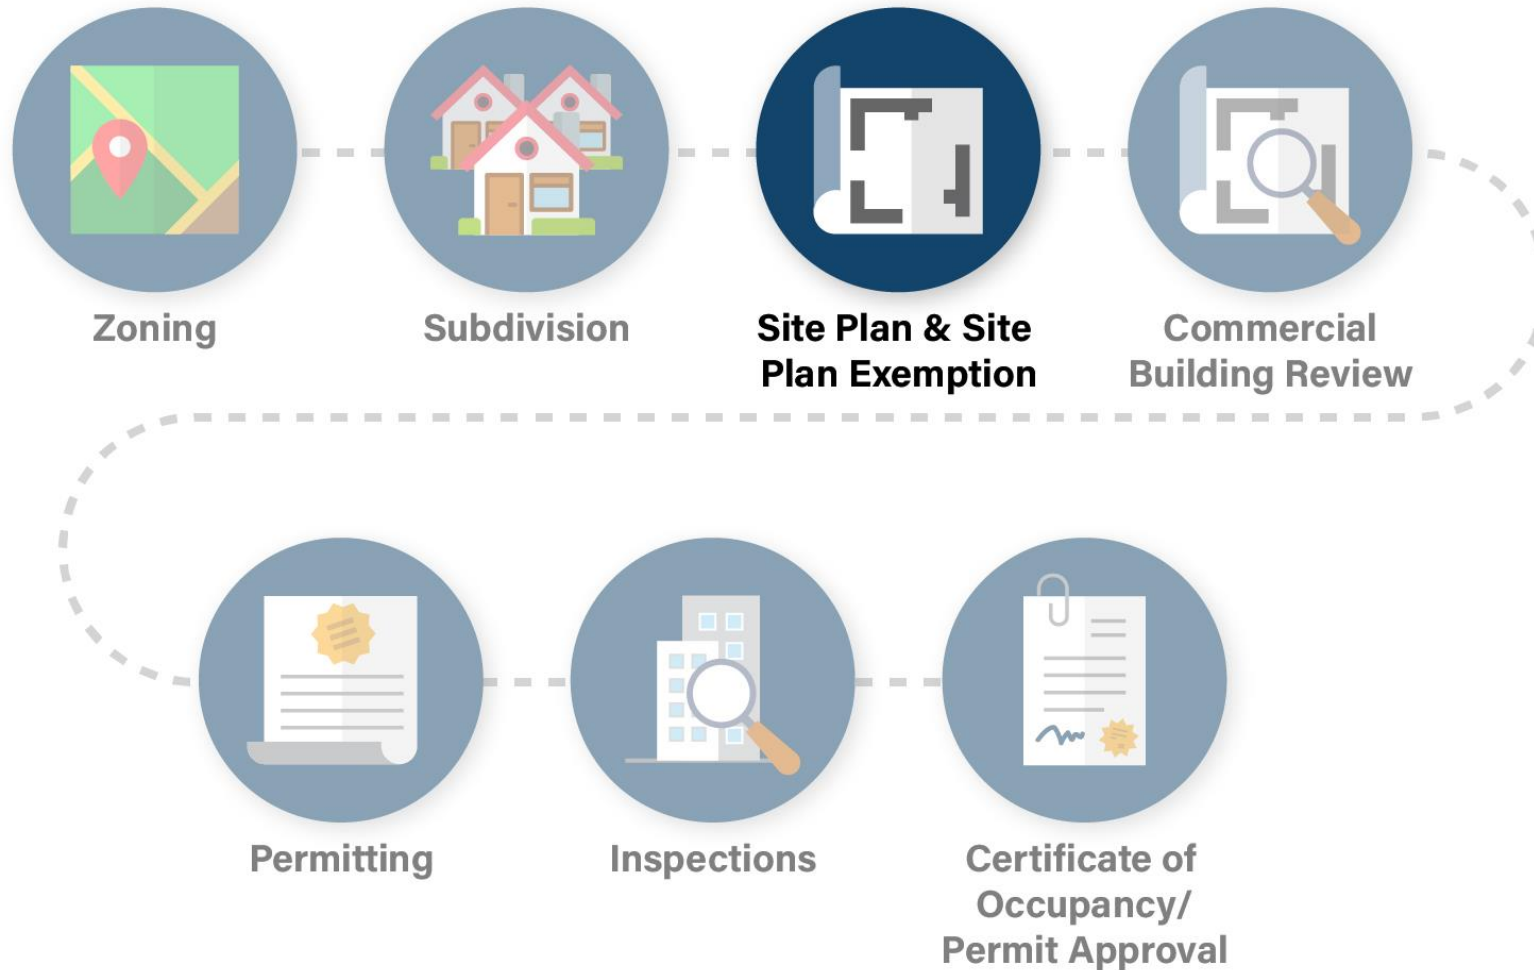 Zoning
Subdivision
Site Plan & Site
Plan Exemption
Commercial
Building Review
Permitting
Inspections
Certificate of
Occupancy/
Permit Approval